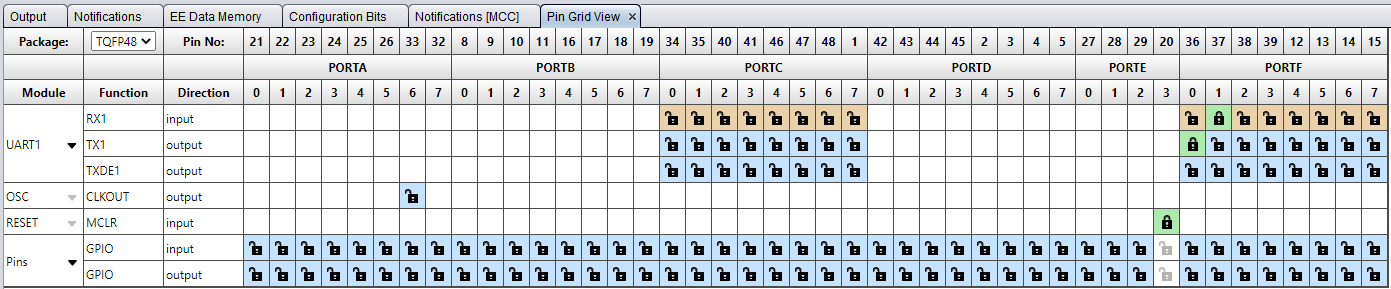 Output Notifications EE Data Memory Configuration Bits Notifications [MCC] Pin Grid View ×
Package: TQFP48 Pin No: 21 22 23 24 25 26 33 32 8 9 10 11 16 17 18 19 34 35 40 41 46 47 48 1 42 43 44 45 2 3 4 5 27 28 29 20 36 37 38 39 12 13 14 15
PORTA PORTB PORTC PORTD PORTE PORTF
Module Function Direction 0 1 2 3 4 5 6 7 0 1 2 3 4 5 6 7 0 1 2 3 4 5 6 7 0 1 2 3 4 5 6 7 0 1 2 3 0 1 2 3 4 5 6 7
RX1 input
UART1 TX1 output
TXDE1 output
OSC CLKOUT output
RESET MCLR input
Pins GPIO input
GPIO output